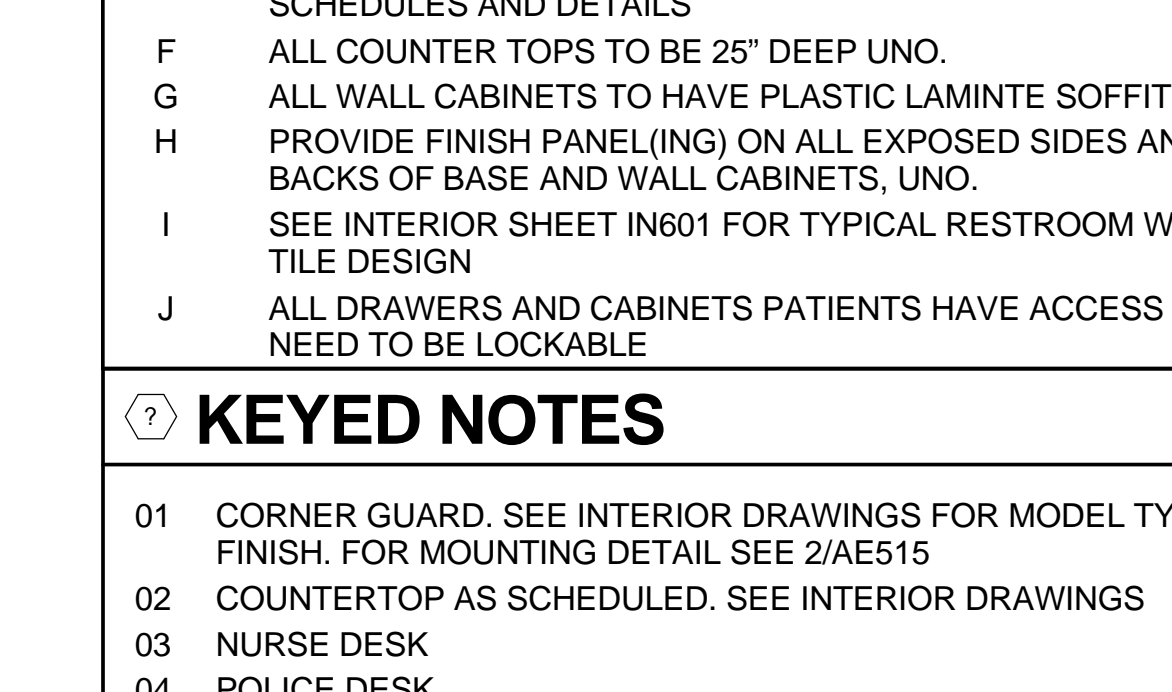 SCHEDULES AND DETAILS
F ALL COUNTER TOPS TO BE 25” DEEP UNO.
G ALL WALL CABINETS TO HAVE PLASTIC LAMINTE SOFFIT
H PROVIDE FINISH PANEL(ING) ON ALL EXPOSED SIDES
BACKS OF BASE AND WALL CABINETS, UNO.
I SEE INTERIOR SHEET IN601 FOR TYPICAL RESTROOM
TILE DESIGN
J ALL DRAWERS AND CABINETS PATIENTS HAVE ACCESS
NEED TO BE LOCKABLE
? KEYED NOTES
01 CORNER GUARD. SEE INTERIOR DRAWINGS FOR MODEL
FINISH. FOR MOUNTING DETAIL SEE 2/AE515
02 COUNTERTOP AS SCHEDULED. SEE INTERIOR DRAWINGS
03 NURSE DESK
04 POLICE DESK